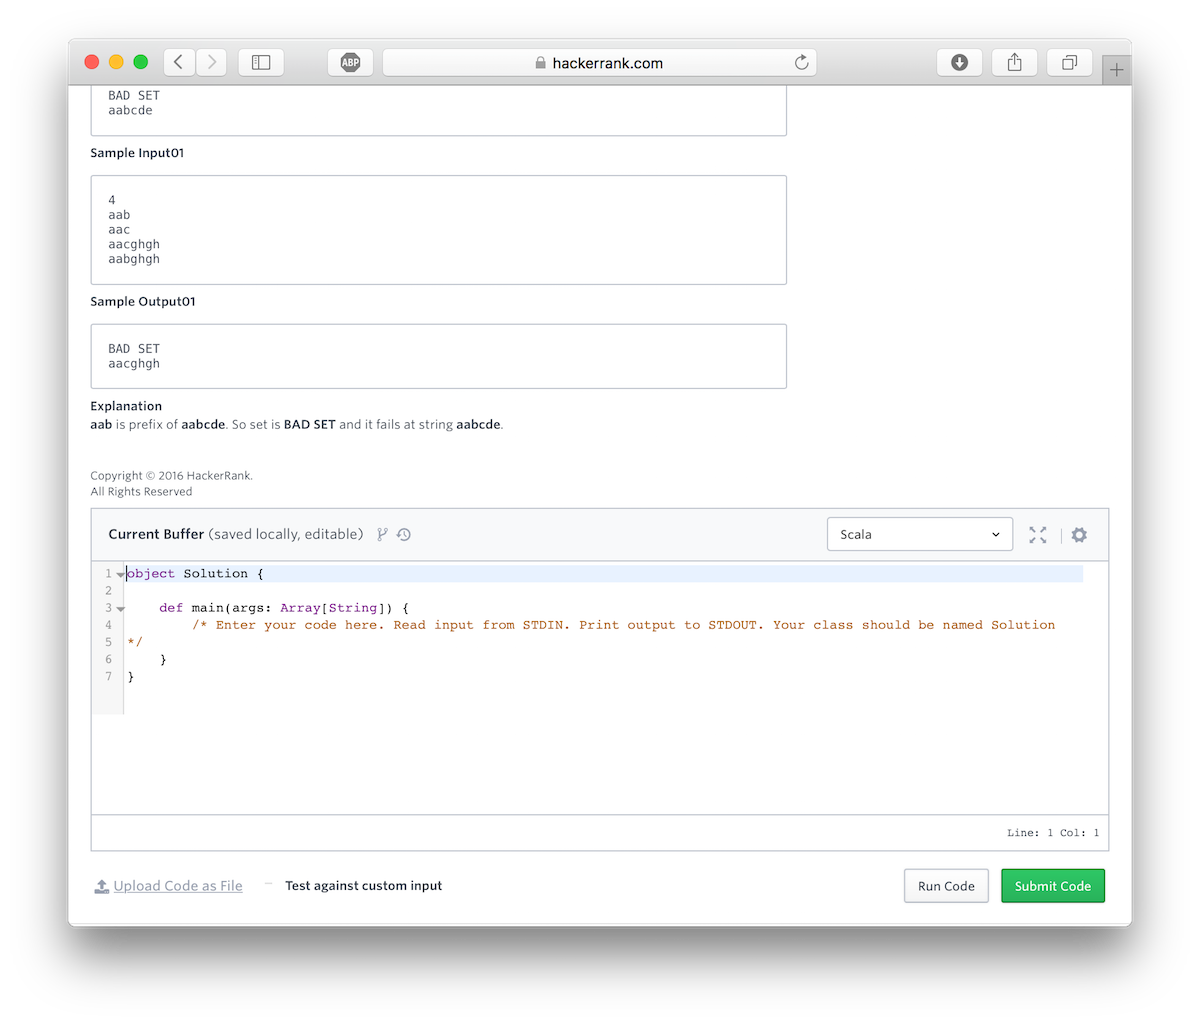 ABP
hackerrank.com
BAD SET
aabcde
Sample Input01
4
aab
aac
aacghgh
aabghgh
Sample Output01
BAD SET
aacghgh
Explanation
aab is prefix of aabcde. So set is BAD SET and it fails at string aabcde.
Copyright © 2016 HackerRank.
All Rights Reserved
Current Buffer (saved locally, editable)
Scala
1 object Solution {
2
3 def main(args: Array[String]) {
4 /* Enter your code here. Read input from STDIN. Print output to STDOUT. Your class should be named Solution
5 */
6 }
7 }
Line: 1 Col: 1
Upload Code as File
Test against custom input
Run Code
Submit Code